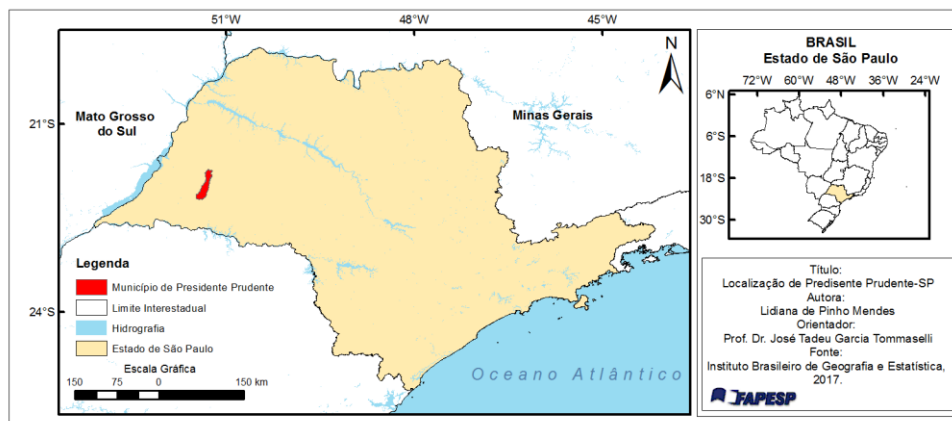 51°W
48°W
45°W
N
Mato Grosso
do Sul
Minas Gerais
21°S
24°S
Legenda
Município de Presidente Prudente
Limite Interestadual
Hidrografia
Estado de São Paulo
Escala Gráfica
150 75 0 150 km
Oceano Atlântico
BRASIL
Estado de São Paulo
72°W 60°W 48°W 36°W 24°W
6°N
6°S
18°S
30°S
Título:
Localização de Predisente Prudente-SP
Autora:
Lidiana de Pinho Mendes
Orientador:
Prof. Dr. José Tadeu Garcia Tommaselli
Fonte:
Instituto Brasileiro de Geografia e Estatística,
2017.
FAPESP